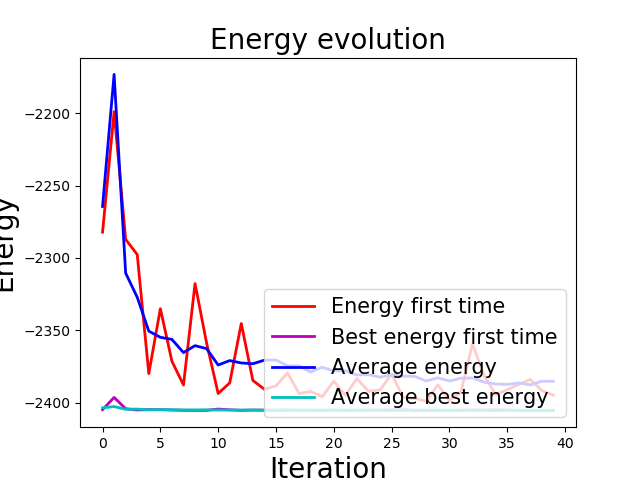 Energy evolution
Energy
−2200
−2250
−2300
−2350
−2400
Energy first time
Best energy first time
Average energy
Average best energy
0 5 10 15 20 25 30 35 40
Iteration